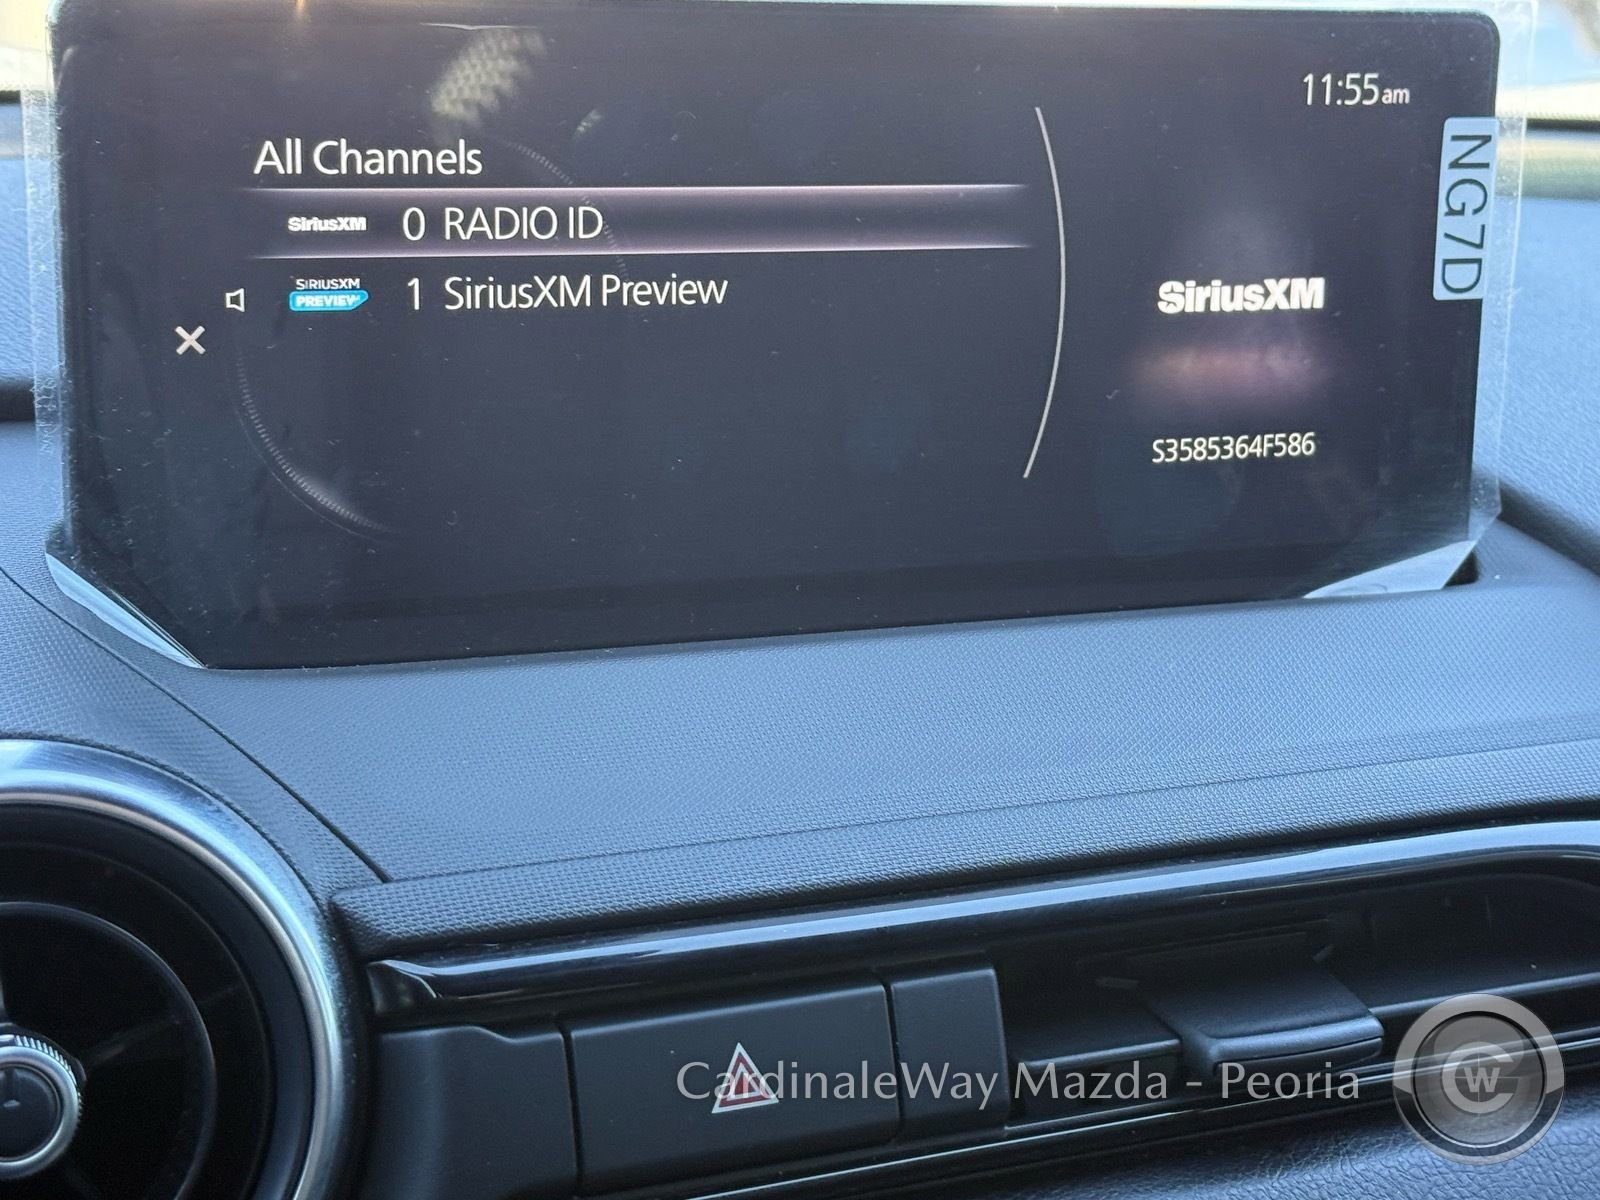 11:55am
All Channels
SiriusXM 0 RADIO ID
SIRIUSXM
PREVIEW
1 SiriusXM Preview
SiriusXM
S3585364F586
NG7D
CardinaleWay Mazda - Peoria
CW